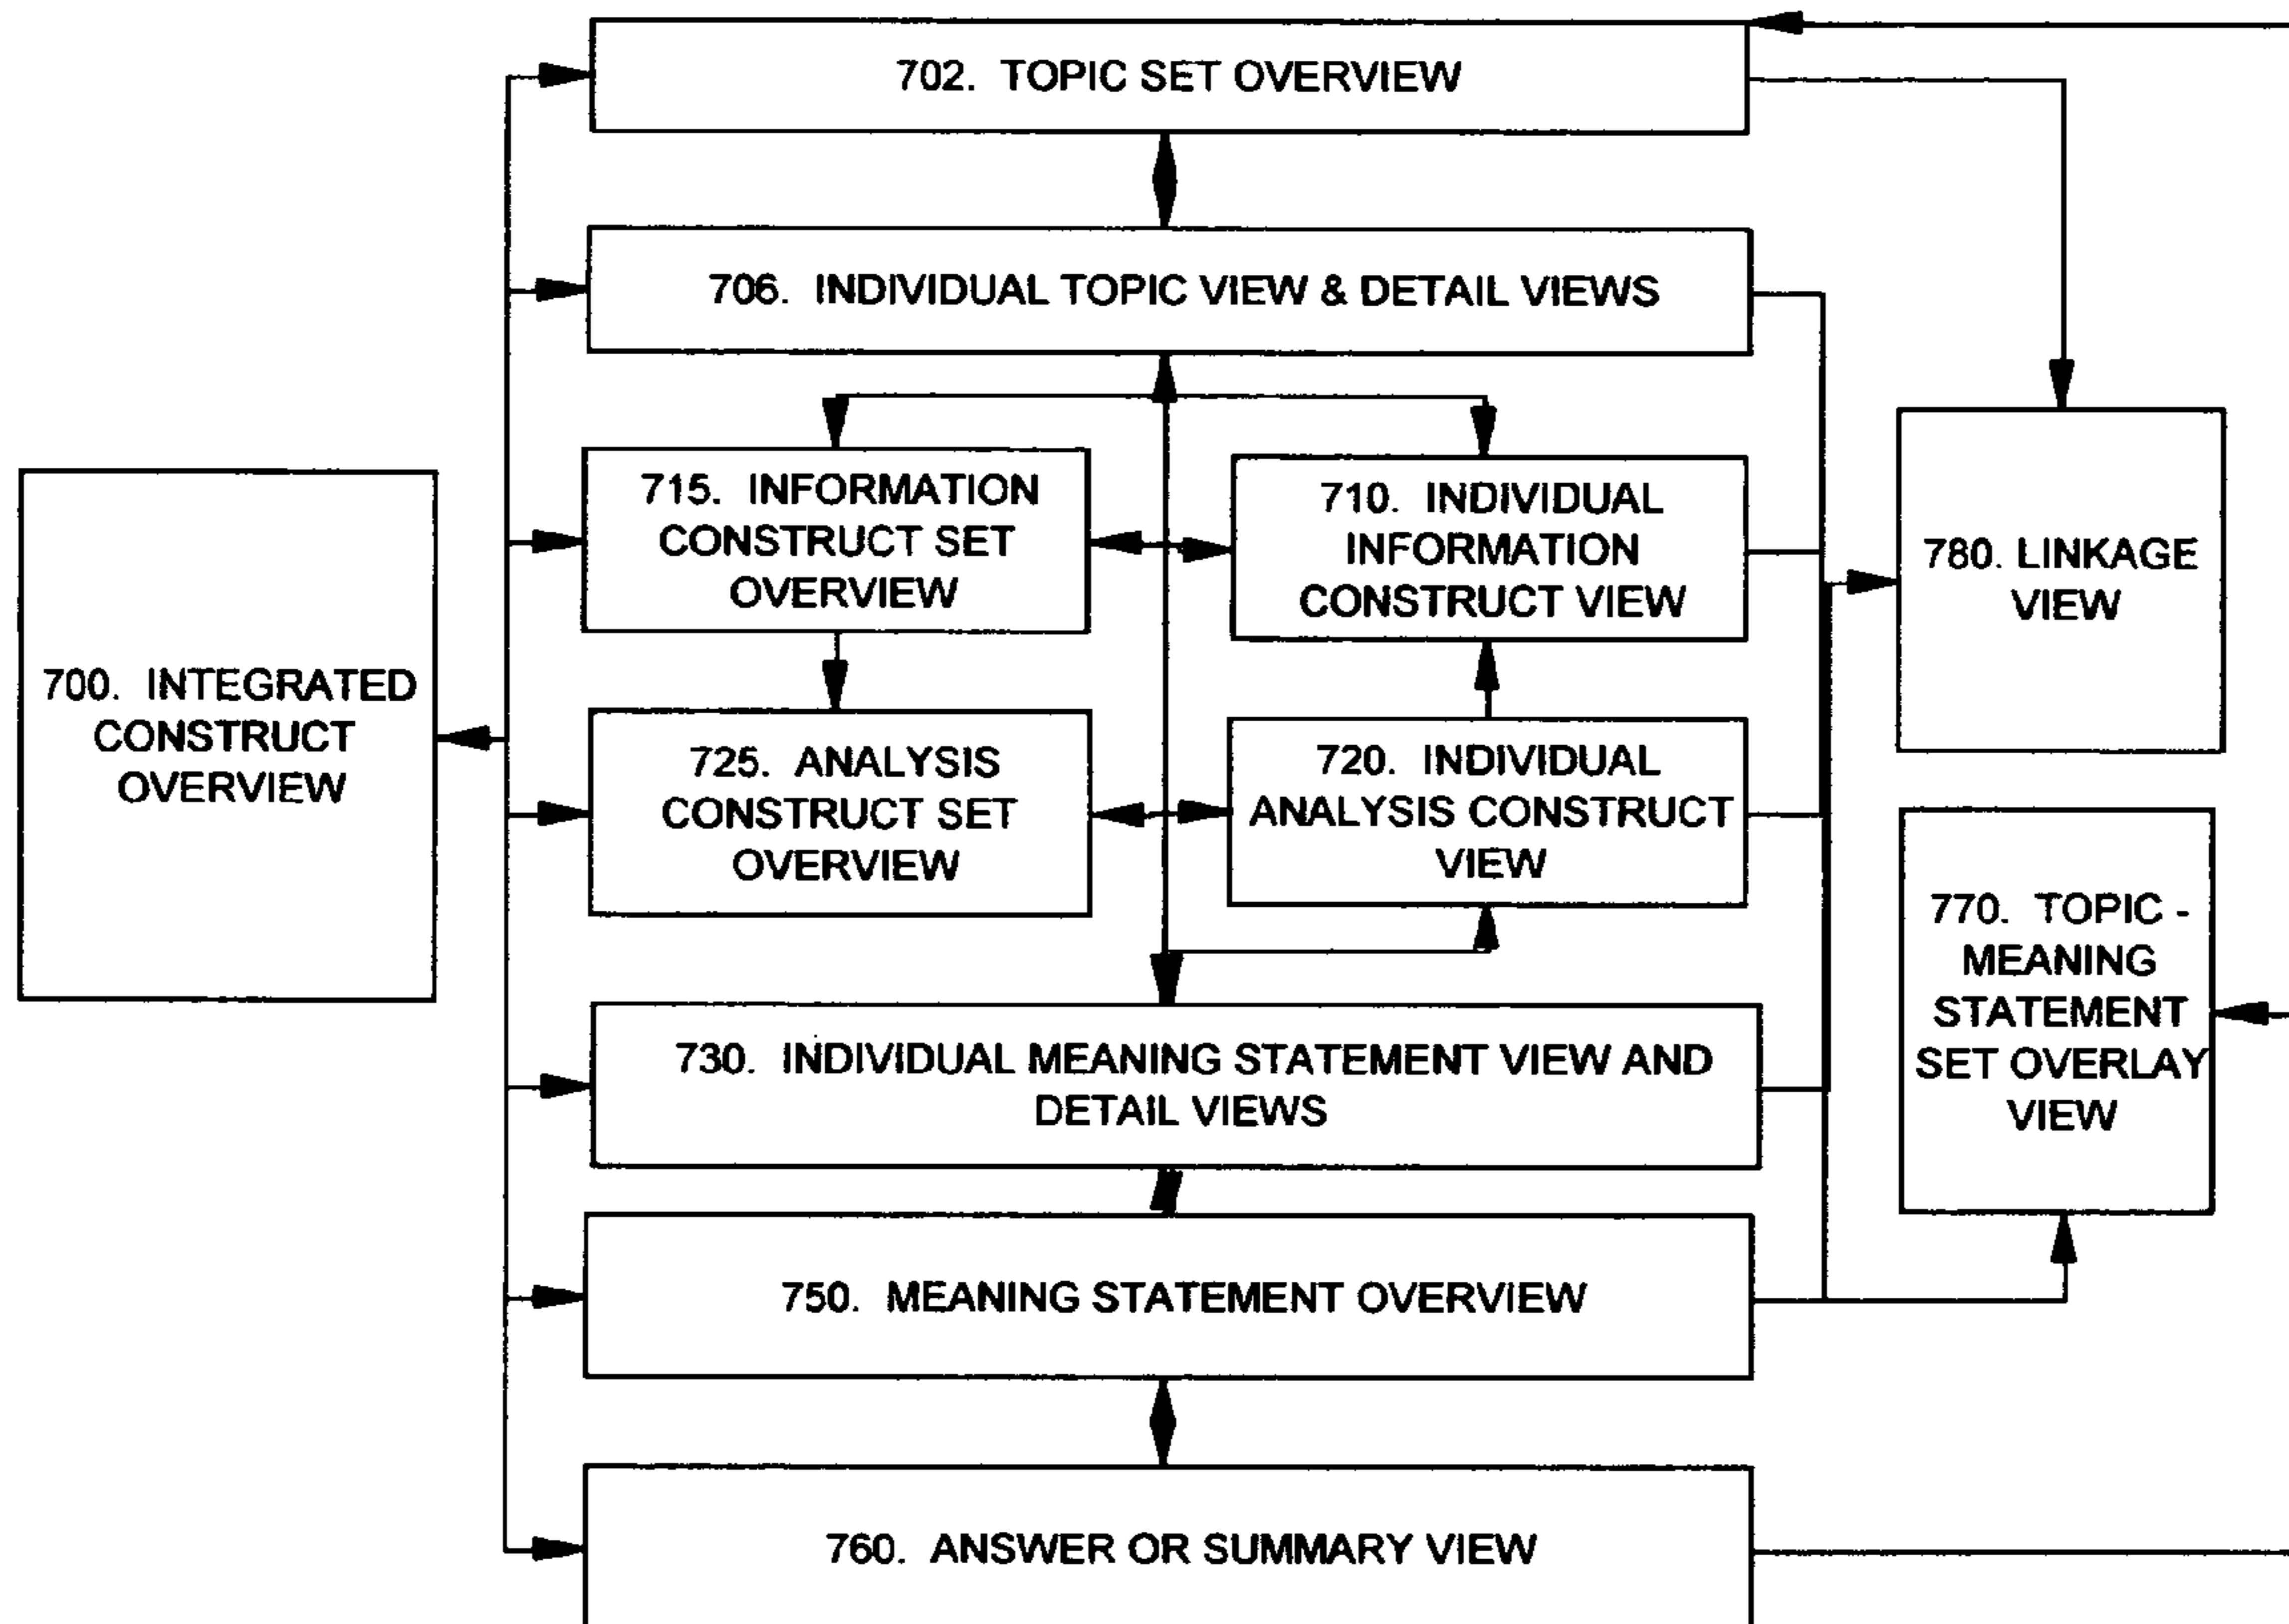 702. TOPIC SET OVERVIEW
706. INDIVIDUAL TOPIC VIEW & DETAIL VIEWS
715. INFORMATION
CONSTRUCT SET
OVERVIEW
710. INDIVIDUAL
INFORMATION
CONSTRUCT VIEW
780. LINKAGE
VIEW
700. INTEGRATED
CONSTRUCT
OVERVIEW
725. ANALYSIS
CONSTRUCT SET
OVERVIEW
720. INDIVIDUAL
ANALYSIS CONSTRUCT
VIEW
770. TOPIC -
MEANING
STATEMENT
SET OVERLAY
VIEW
730. INDIVIDUAL MEANING STATEMENT VIEW AND
DETAIL VIEWS
750. MEANING STATEMENT OVERVIEW
760. ANSWER OR SUMMARY VIEW